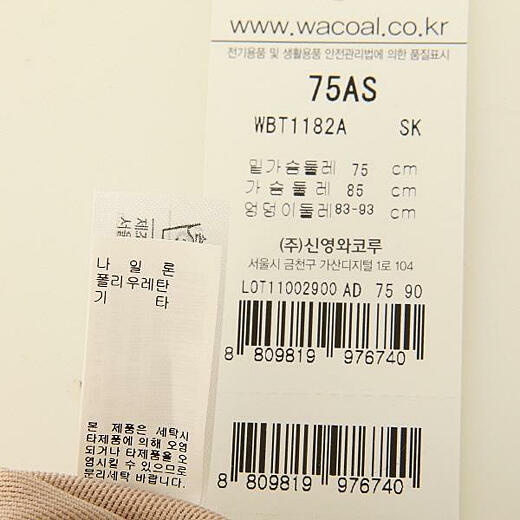 www.wacoal.co.kr
전기용품 및 생활용품 안전관리법에 의한 품질표시
75AS
WBT1182A SK
밑가슴둘레 75 cm
가 슴 둘 레 85 cm
엉덩이둘레 83-93 cm
(주)신영와코루
서울시 금천구 가산디지털 1로 104
LOT11002900 AD 75 90
8 809819 976740
8 809819 976740
나 일 론
폴리우레탄
기 타
본 제품은 세탁시
타제품에 의해 오염
되거나 타제품을 오
염시킬 수 있으므로
분리세탁 바랍니다.